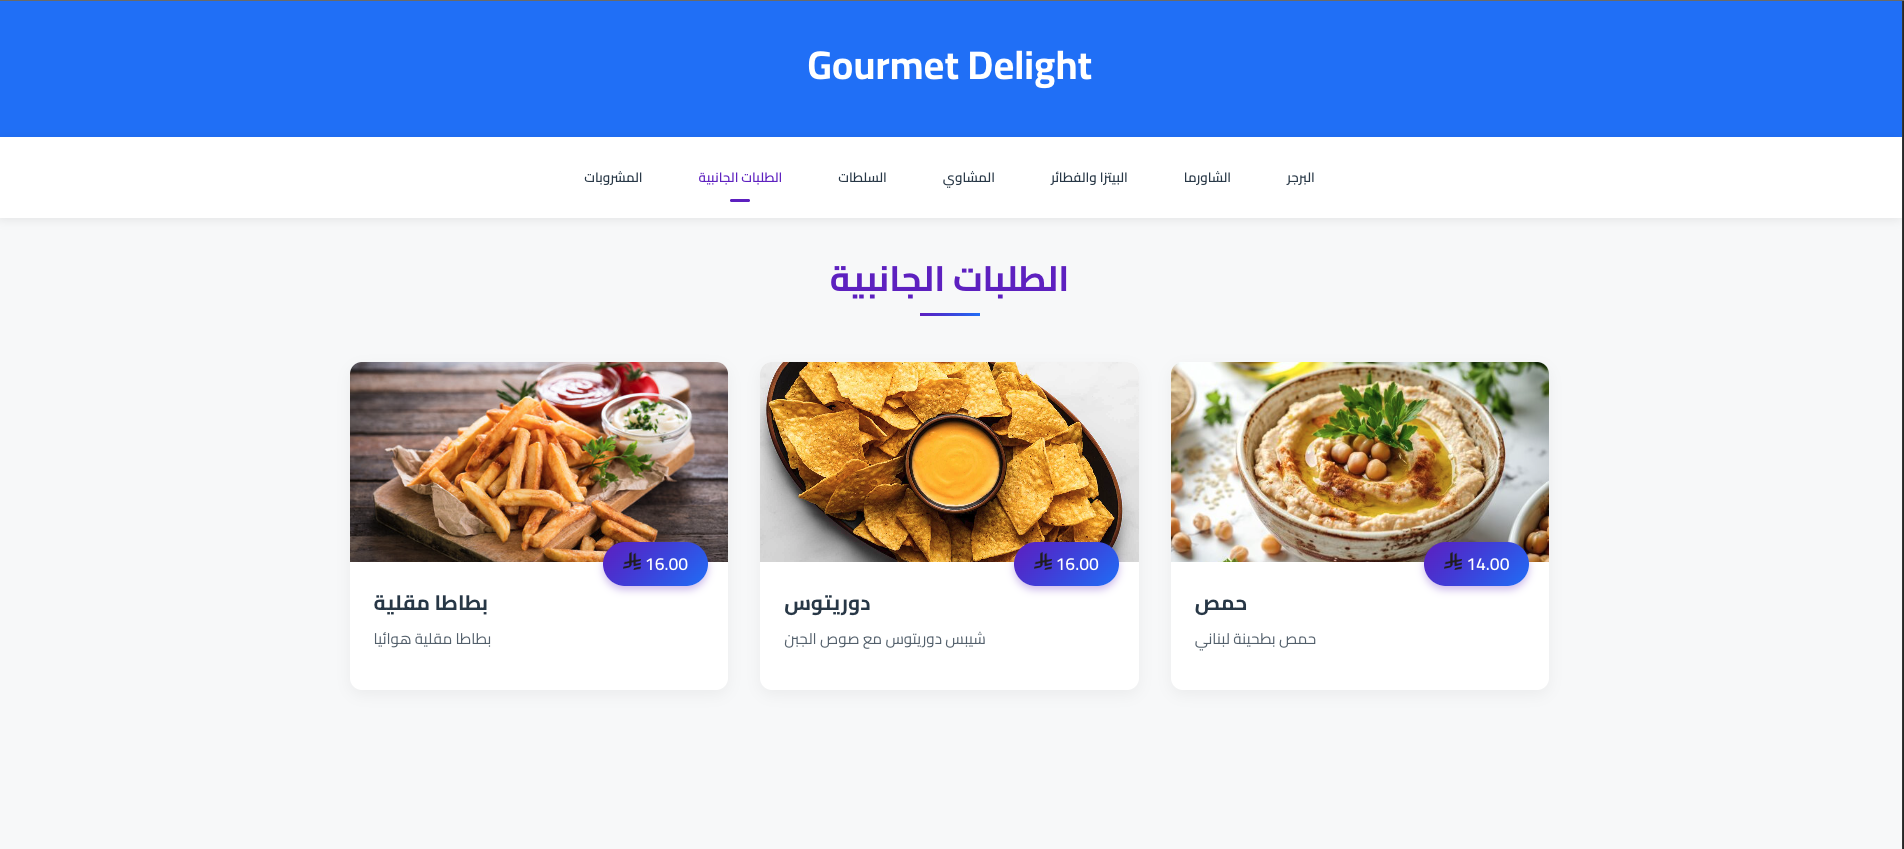 Gourmet Delight
البرجر
الشاورما
البيتزا والفطائر
المشاوي
السلطات
الطلبات الجانبية
المشروبات
الطلبات الجانبية
14.00
حمص
حمص بطحينة لبناني
16.00
دوريتوس
شيبس دوريتوس مع صوص الجبن
16.00
بطاطا مقلية
بطاطا مقلية هوائيا